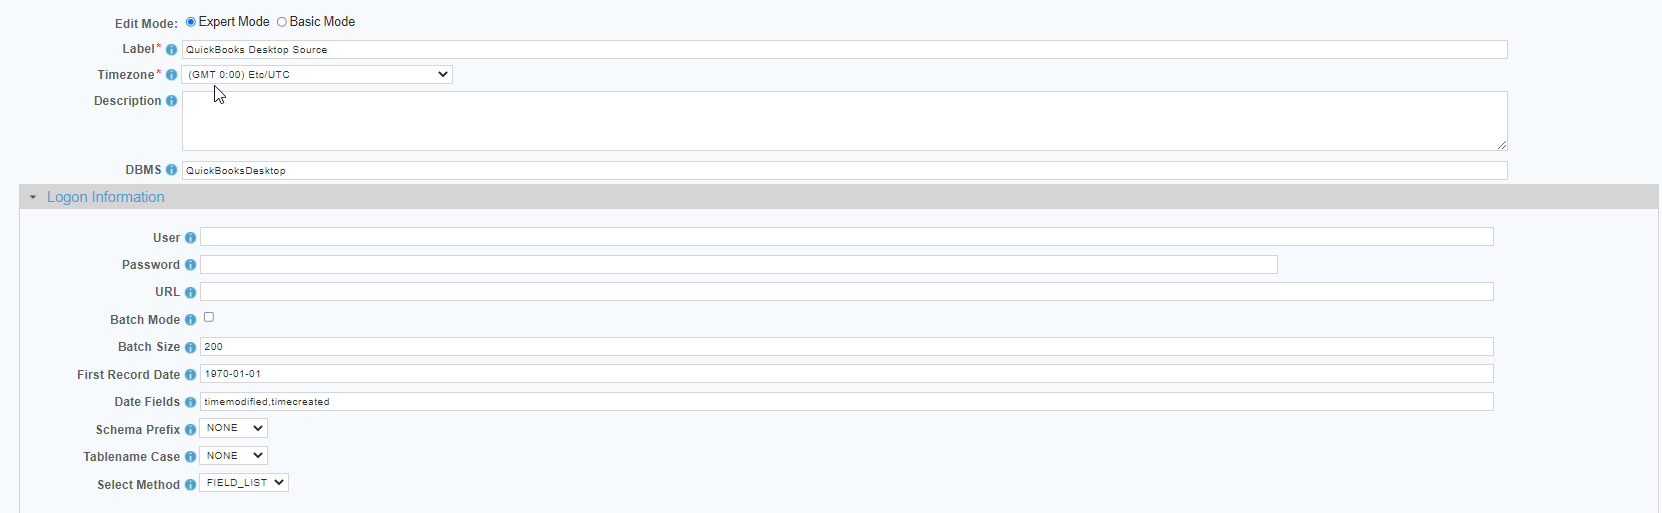 Edit Mode: Expert Mode Basic Mode
Label* QuickBooks Desktop Source
Timezone* (GMT 0:00) Etc/UTC
Description
DBMS QuickBooksDesktop
Logon Information
User
Password
URL
Batch Mode
Batch Size 200
First Record Date 1970-01-01
Date Fields timemodified,timecreated
Schema Prefix NONE
Tablename Case NONE
Select Method FIELD_LIST